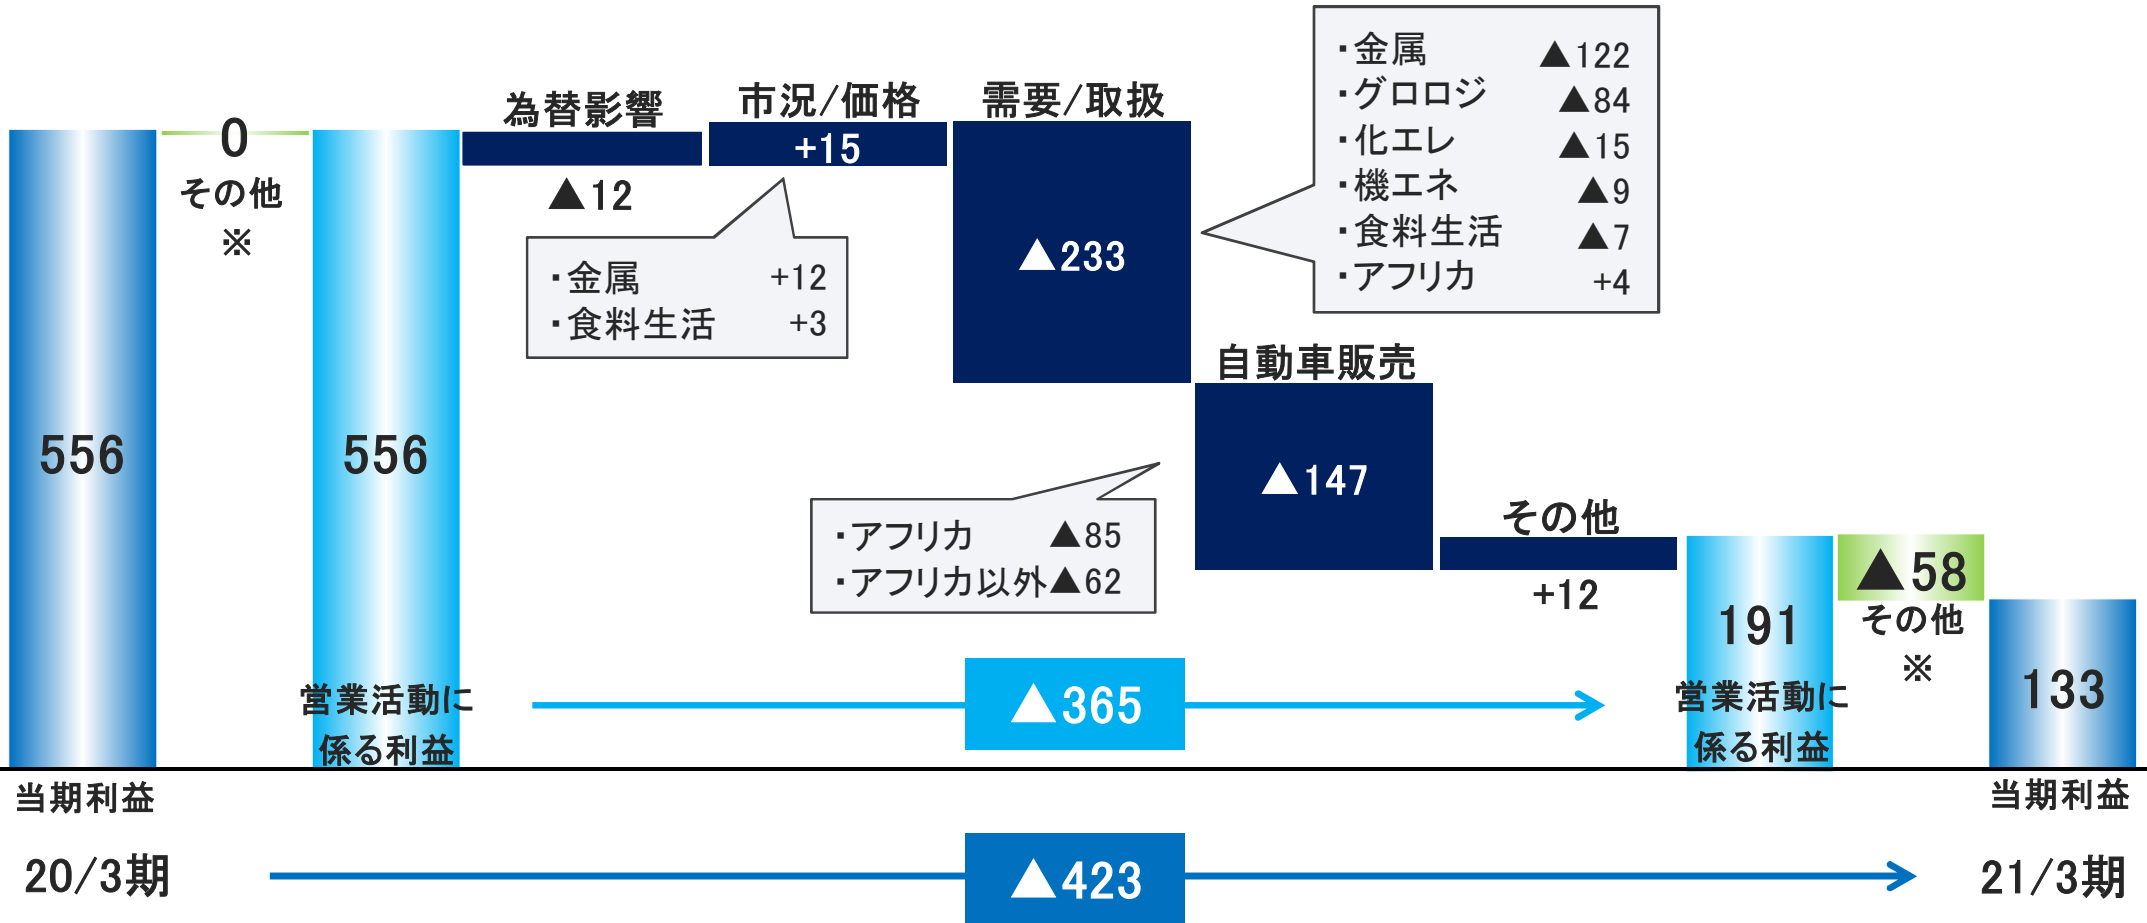 556
当期利益
20/3期
0
その他
※
556
営業活動に
係る利益
為替影響
▲12
市況/価格
+15
・金属 +12
・食料生活 +3
需要/取扱
▲233
・金属 ▲122
・グロロジ ▲84
・化エレ ▲15
・機エネ ▲9
・食料生活 ▲7
・アフリカ +4
自動車販売
▲147
・アフリカ ▲85
・アフリカ以外▲62
その他
+12
191
営業活動に
係る利益
▲58
その他
※
133
当期利益
21/3期
▲365
▲423